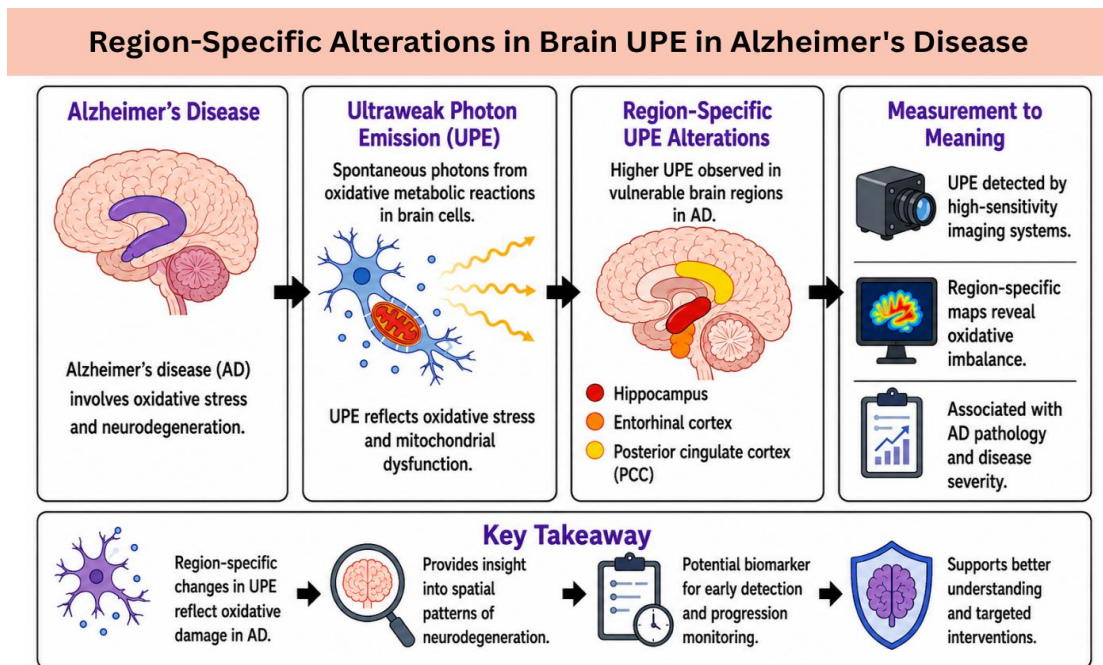 Region-Specific Alterations in Brain UPE in Alzheimer's Disease
Alzheimer's Disease
Alzheimer's disease (AD)
involves oxidative stress
and neurodegeneration.
Ultraweak Photon
Emission (UPE)
Spontaneous photons from
oxidative metabolic reactions
in brain cells.
UPE reflects oxidative stress
and mitochondrial
dysfunction.
Region-Specific
UPE Alterations
Higher UPE observed in
vulnerable brain regions
in AD.
Hippocampus
Entorhinal cortex
Posterior cingulate cortex
(PCC)
Measurement to
Meaning
UPE detected by
high-sensitivity
imaging systems.
Region-specific
maps reveal
oxidative
imbalance.
Associated with
AD pathology
and disease
severity.
Key Takeaway
Region-specific
changes in UPE
reflect oxidative
damage in AD.
Provides insight
into spatial
patterns of
neurodegeneration.
Potential biomarker
for early detection
and progression
monitoring.
Supports better
understanding
and targeted
interventions.